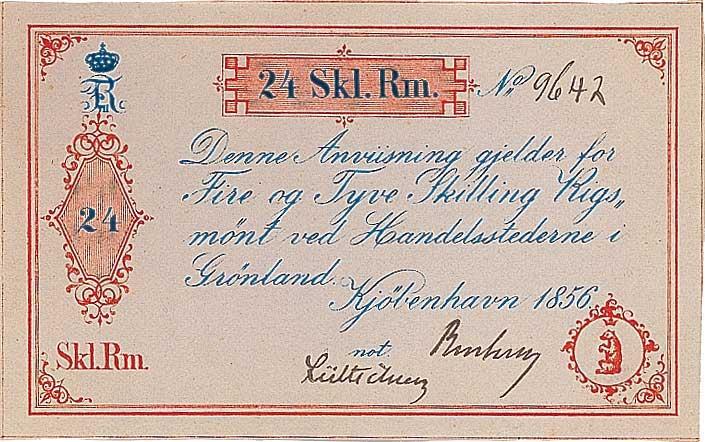 24 Skl. Rm. No 9642
Denne Anviisning gjelder for
Fire og Tyve Skilling Rigs„
mönt ved Handelsstederne i
Grönland.
Kjöbenhavn 1856.
24
Skl. Rm.
not.